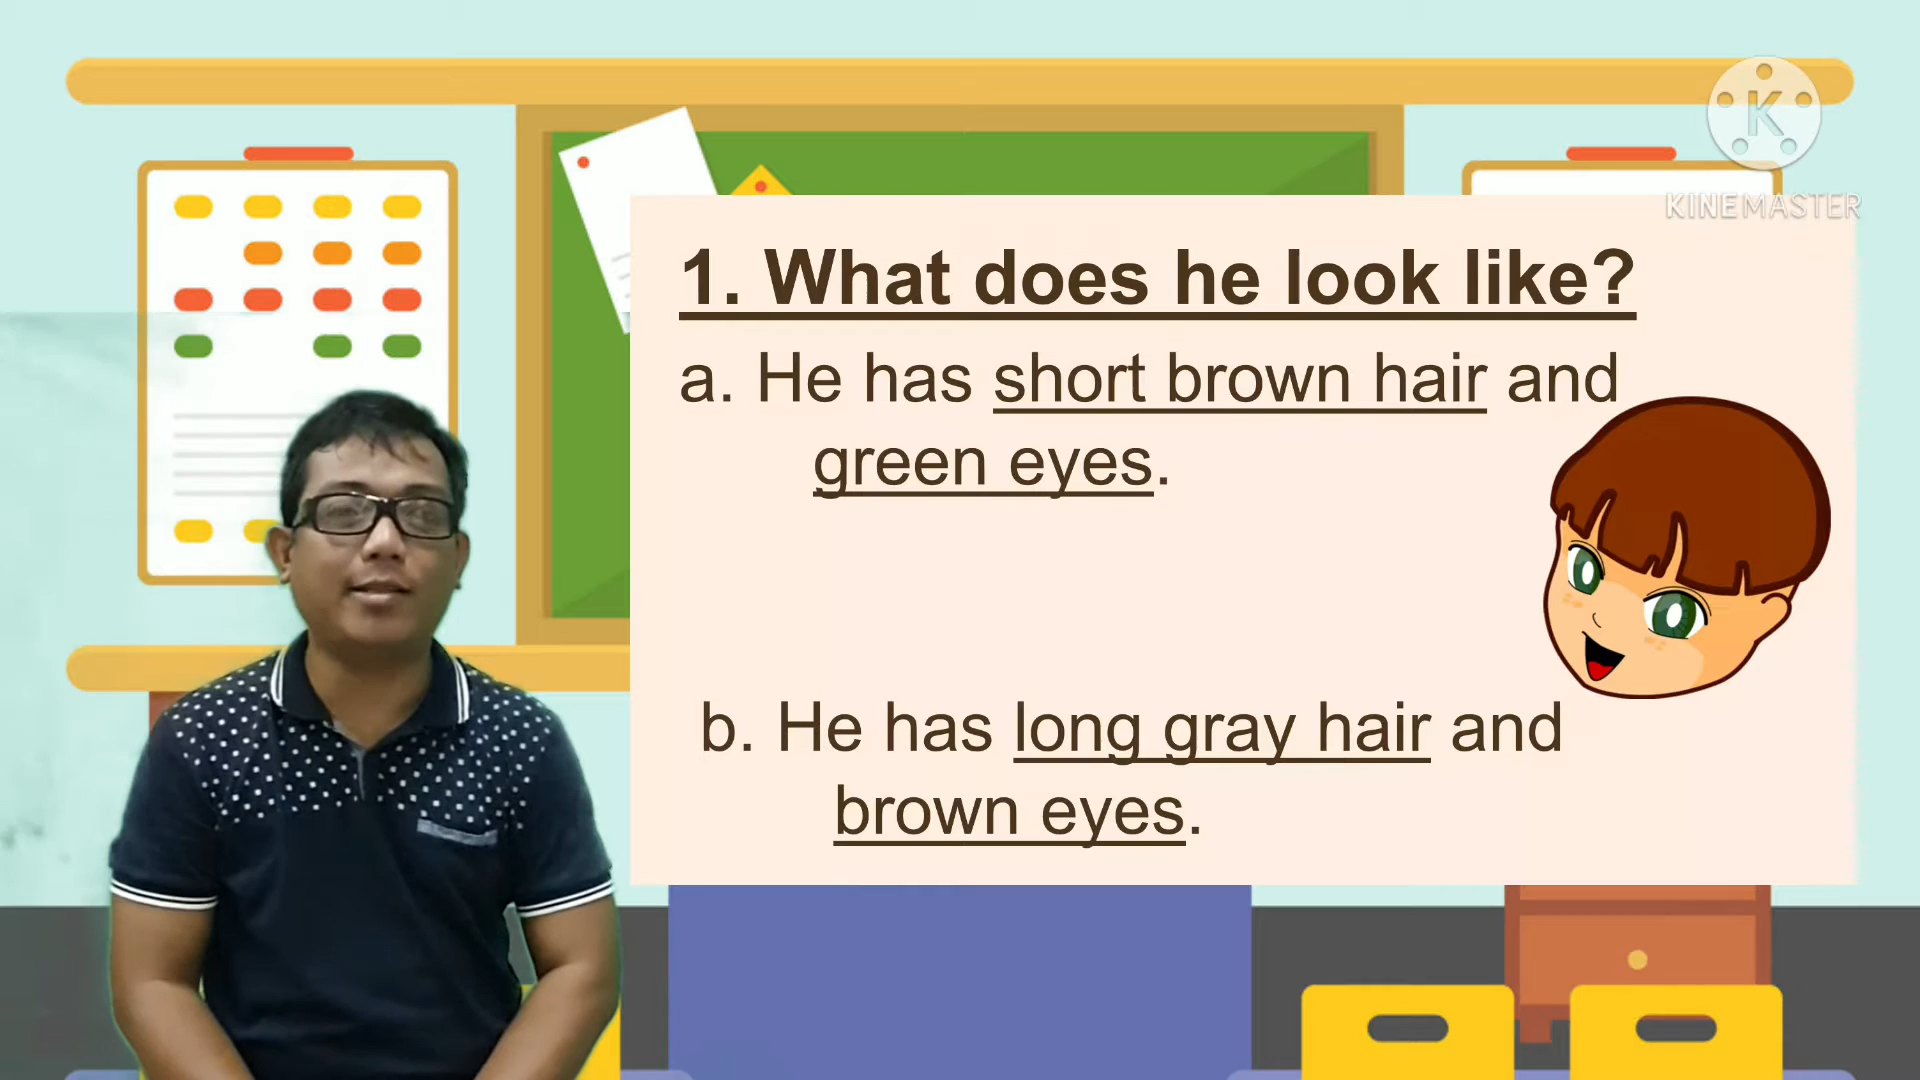 K
KINEMASTER
1. What does he look like?
a. He has short brown hair and
green eyes.
b. He has long gray hair and
brown eyes.